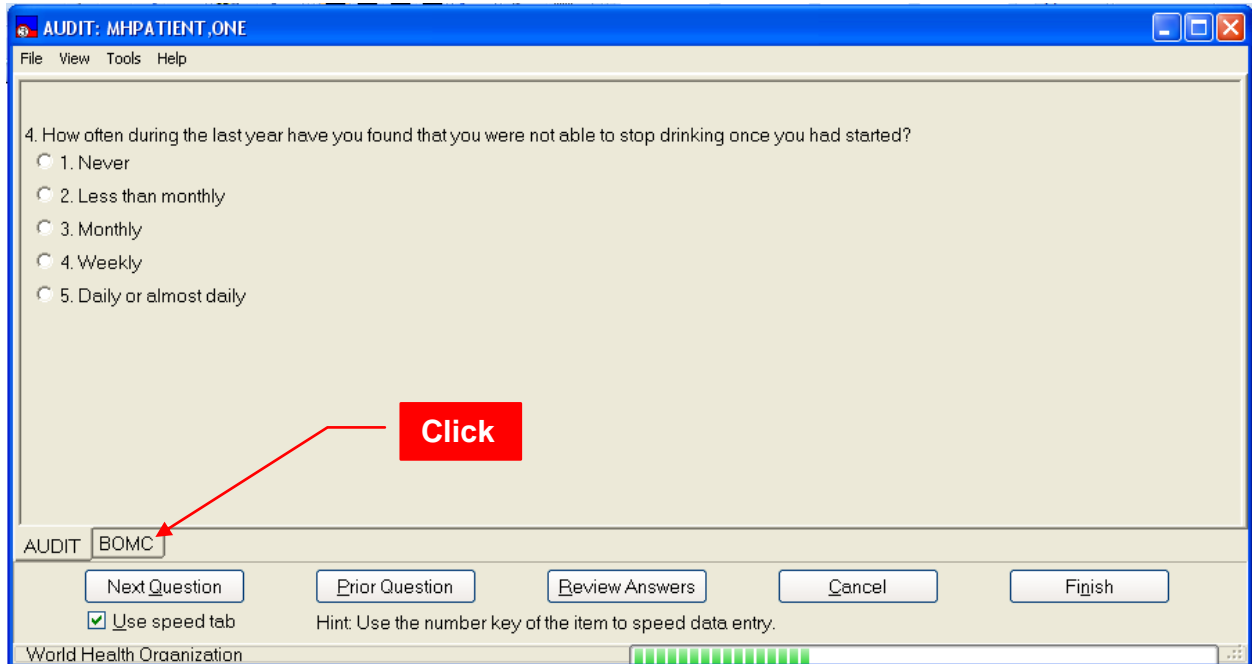 AUDIT: MHPATIENT,ONE
File View Tools Help
4. How often during the last year have you found that you were not able to stop drinking once you had started?
1. Never
2. Less than monthly
3. Monthly
4. Weekly
5. Daily or almost daily
Click
AUDIT BOMC
Next Question Prior Question Review Answers Cancel Finish
Use speed tab Hint: Use the number key of the item to speed data entry.
World Health Organization